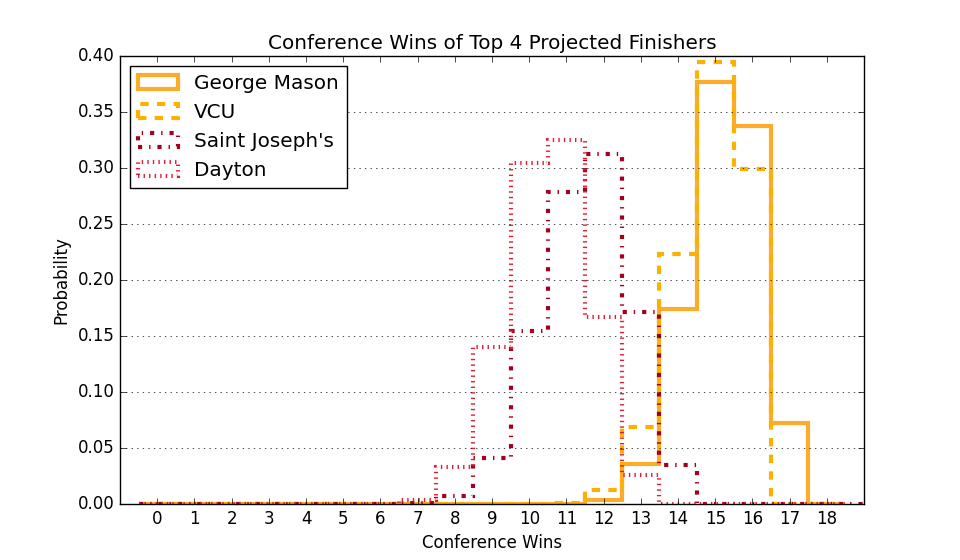 Conference Wins of Top 4 Projected Finishers
0.40
0.35
0.30
0.25
0.20
0.15
0.10
0.05
0.00
Probability
George Mason
VCU
Saint Joseph's
Dayton
0 1 2 3 4 5 6 7 8 9 10 11 12 13 14 15 16 17 18
Conference Wins